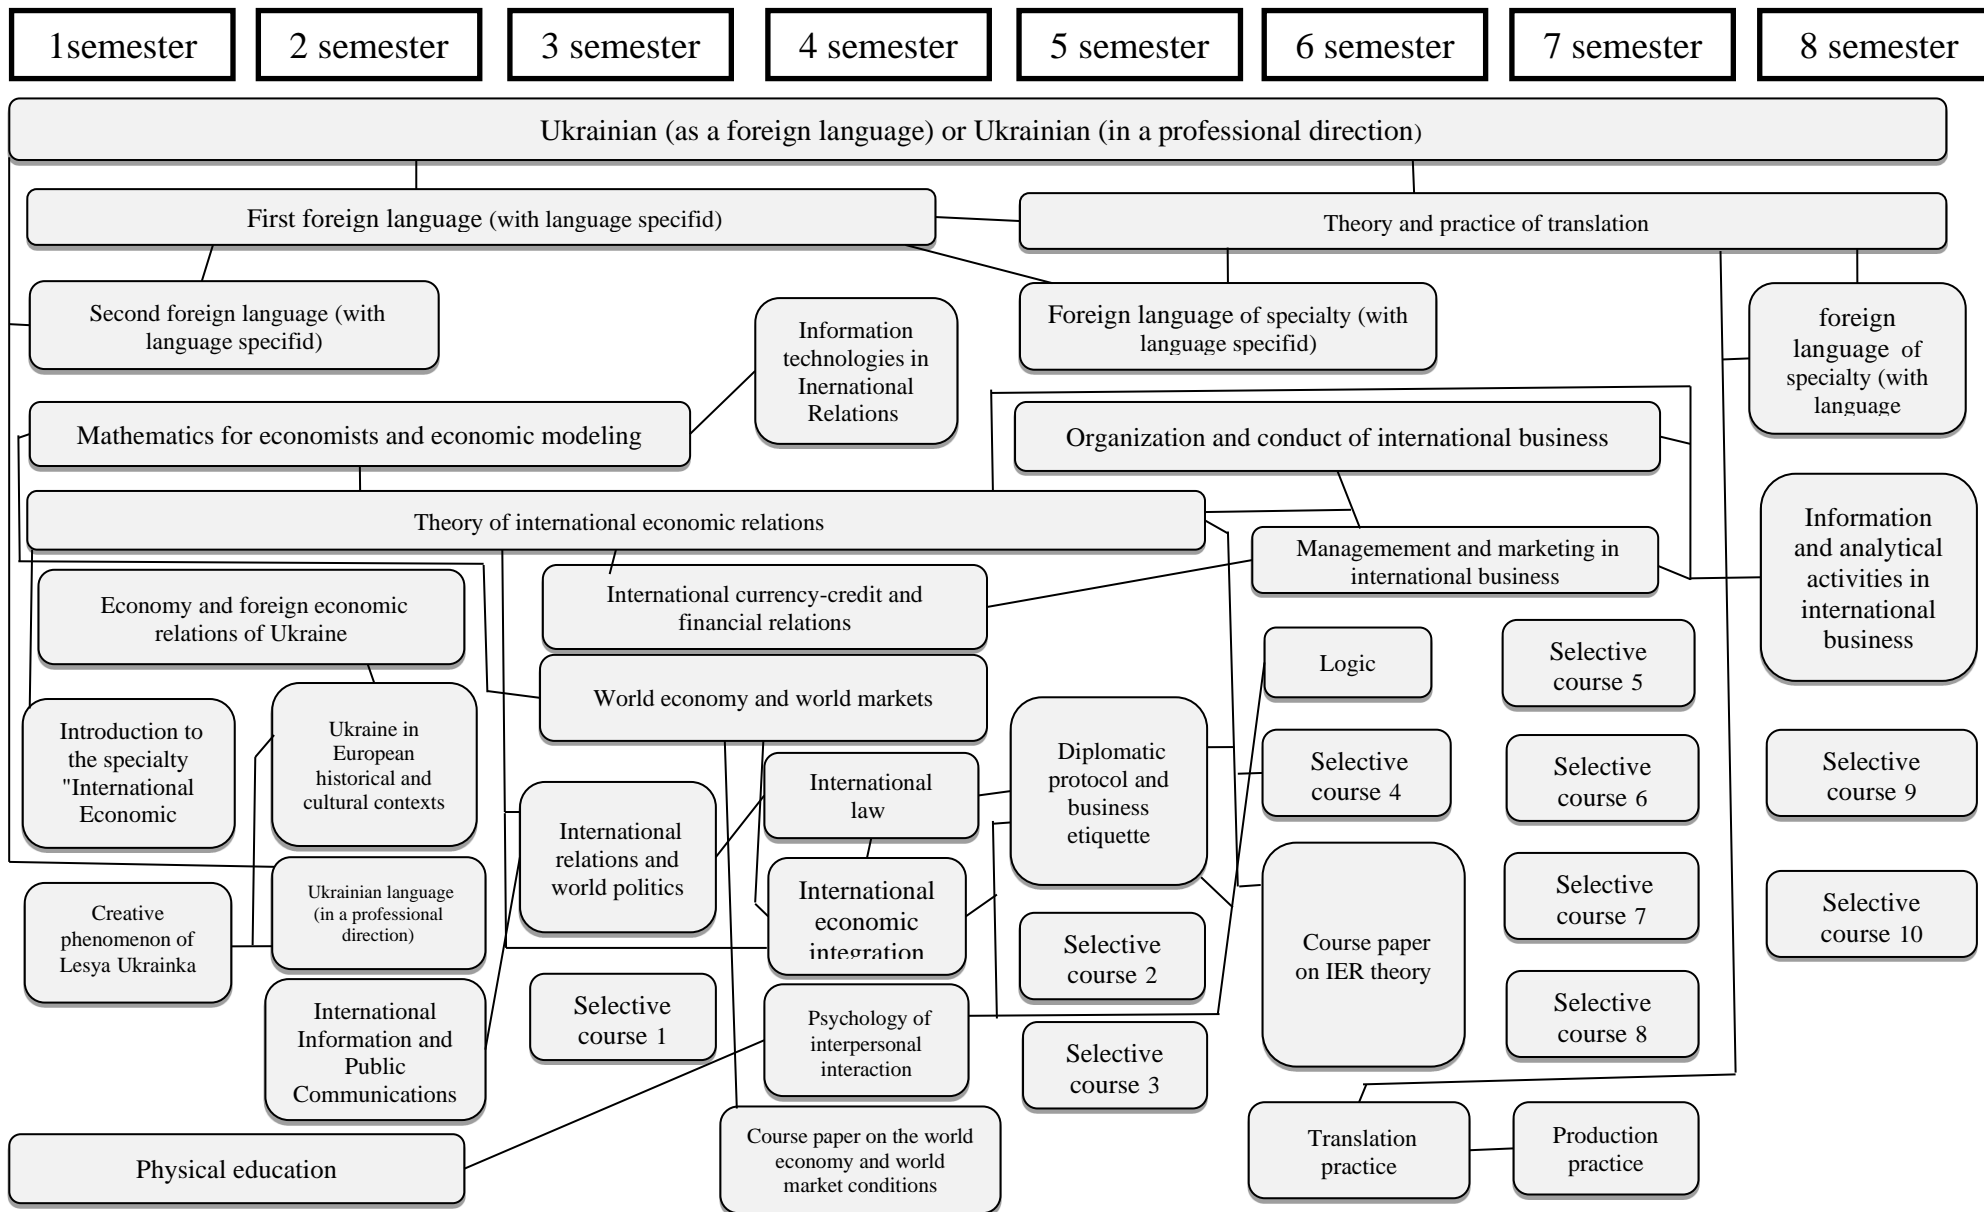 1semester
2 semester
3 semester
4 semester
5 semester
6 semester
7 semester
8 semester
Ukrainian (as a foreign language) or Ukrainian (in a professional direction)
First foreign language (with language specifid)
Theory and practice of translation
Second foreign language (with
language specifid)
Information
technologies in
Inernational
Relations
Foreign language of specialty (with
language specifid)
foreign
language of
specialty (with
language
Mathematics for economists and economic modeling
Organization and conduct of international business
Theory of international economic relations
Managemement and marketing in
international business
Information
and analytical
activities in
international
business
Economy and foreign economic
relations of Ukraine
International currency-credit and
financial relations
Logic
Selective
course 5
World economy and world markets
Introduction to
the specialty
"International
Economic
Ukraine in
European
historical and
cultural contexts
Diplomatic
protocol and
business
etiquette
International
law
Selective
course 4
Selective
course 6
Selective
course 9
International
relations and
world politics
Creative
phenomenon of
Lesya Ukrainka
Ukrainian language
(in a professional
direction)
International
economic
integration
Selective
course 2
Course paper
on IER theory
Selective
course 7
Selective
course 10
International
Information and
Public
Communications
Selective
course 1
Psychology of
interpersonal
interaction
Selective
course 3
Selective
course 8
Physical education
Course paper on the world
economy and world
market conditions
Translation
practice
Production
practice